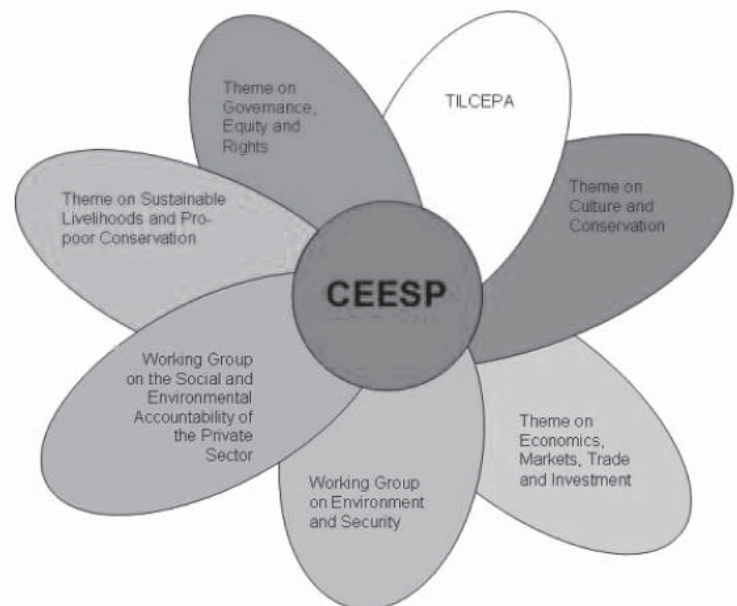 Theme on
Governance,
Equity and
Rights
TILCEPA
Theme on
Culture and
Conservation
Theme on Sustainable
Livelihoods and Pro-
poor Conservation
CEESP
Working Group
on the Social and
Environmental
Accountability of
the Private
Sector
Theme on
Economics,
Markets, Trade
and Investment
Working Group
on Environment
and Security